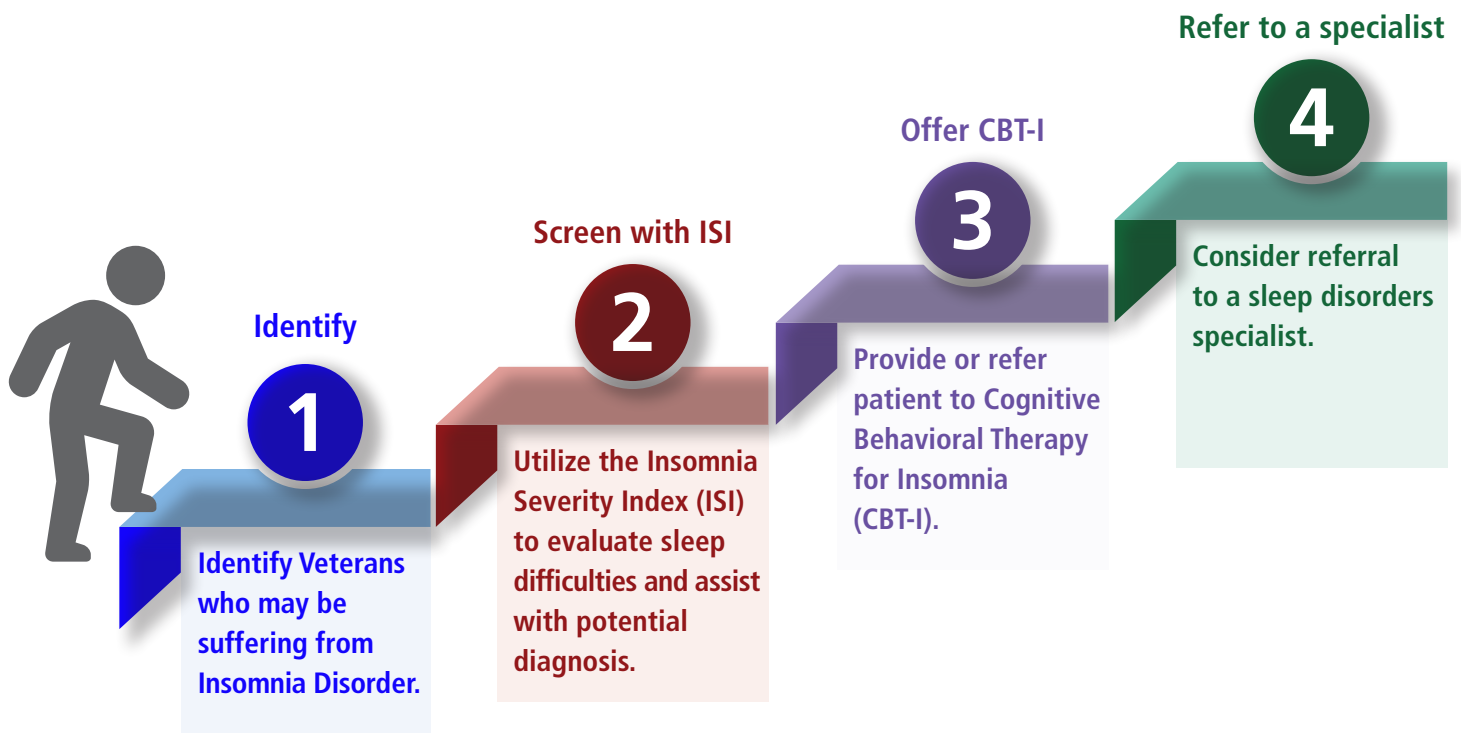 Identify
1
Identify Veterans
who may be
suffering from
Insomnia Disorder.
Screen with ISI
2
Utilize the Insomnia
Severity Index (ISI)
to evaluate sleep
difficulties and assist
with potential
diagnosis.
Offer CBT-I
3
Provide or refer
patient to Cognitive
Behavioral Therapy
for Insomnia
(CBT-I).
Refer to a specialist
4
Consider referral
to a sleep disorders
specialist.